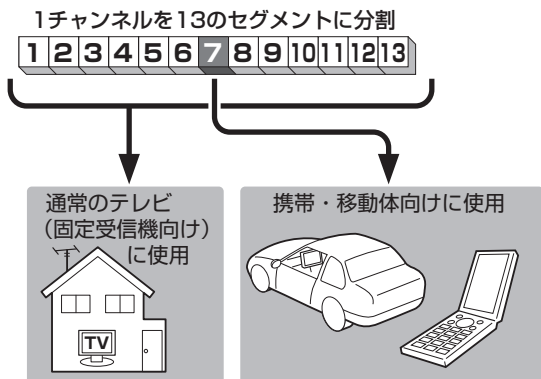 1チャンネルを13のセグメントに分割
1 2 3 4 5 6 7 8 9 10 11 12 13
通常のテレビ
(固定受信機向け)
に使用
TV
携帯・移動体向けに使用